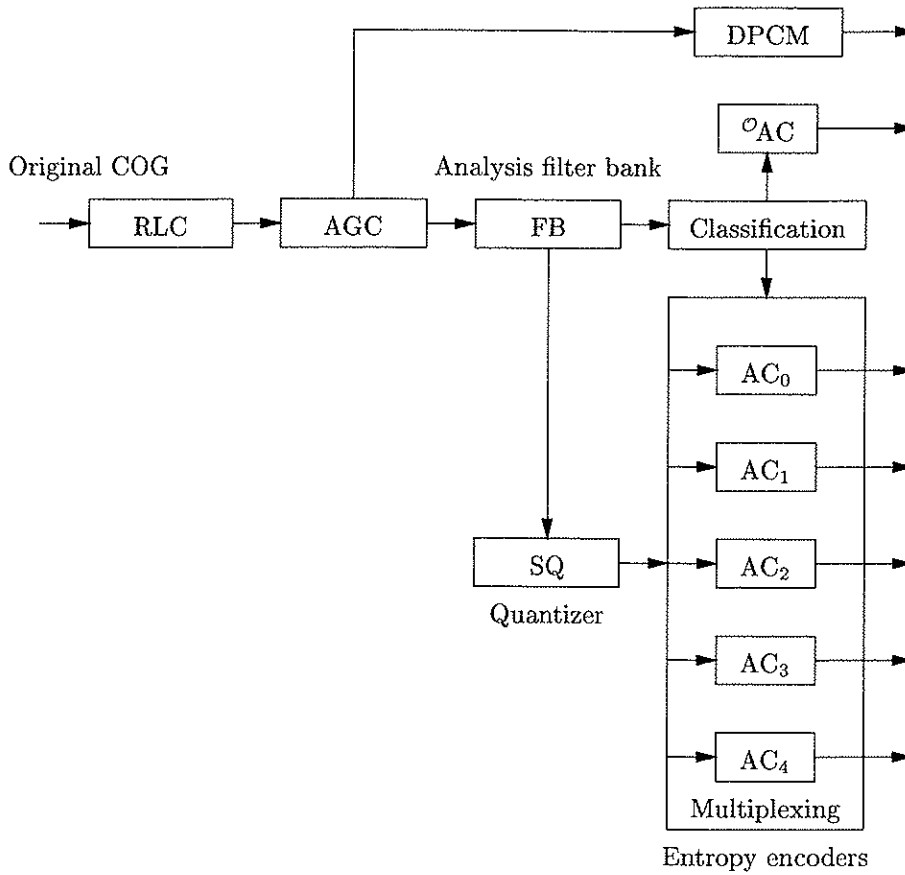 DPCM
𝒪AC
Original COG
Analysis filter bank
RLC
AGC
FB
Classification
AC₀
AC₁
SQ
AC₂
Quantizer
AC₃
AC₄
Multiplexing
Entropy encoders